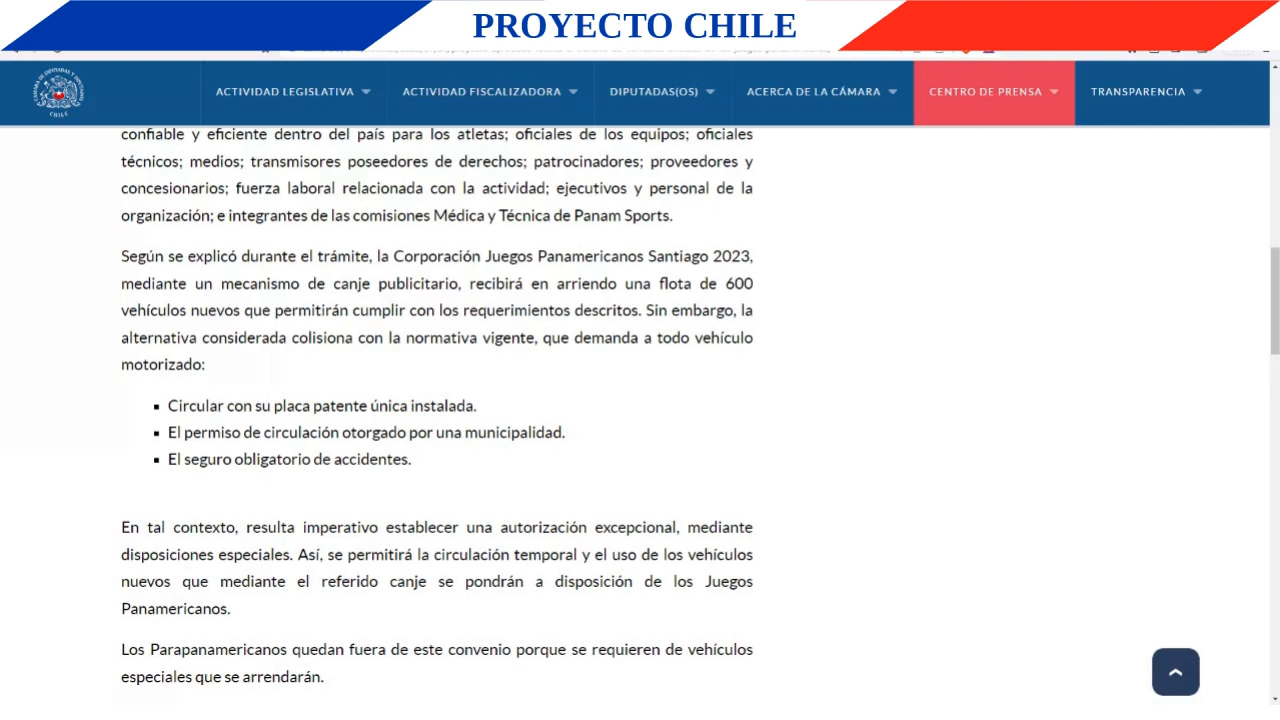 PROYECTO CHILE
CÁMARA DE DIPUTADAS Y DIPUTADOS
CHILE
ACTIVIDAD LEGISLATIVA
ACTIVIDAD FISCALIZADORA
DIPUTADAS(OS)
ACERCA DE LA CÁMARA
CENTRO DE PRENSA
TRANSPARENCIA
confiable y eficiente dentro del país para los atletas; oficiales de los equipos; oficiales
técnicos; medios; transmisores poseedores de derechos; patrocinadores; proveedores y
concesionarios; fuerza laboral relacionada con la actividad; ejecutivos y personal de la
organización; e integrantes de las comisiones Médica y Técnica de Panam Sports.
Según se explicó durante el trámite, la Corporación Juegos Panamericanos Santiago 2023,
mediante un mecanismo de canje publicitario, recibirá en arriendo una flota de 600
vehículos nuevos que permitirán cumplir con los requerimientos descritos. Sin embargo, la
alternativa considerada colisiona con la normativa vigente, que demanda a todo vehículo
motorizado:
▪ Circular con su placa patente única instalada.
▪ El permiso de circulación otorgado por una municipalidad.
▪ El seguro obligatorio de accidentes.
En tal contexto, resulta imperativo establecer una autorización excepcional, mediante
disposiciones especiales. Así, se permitirá la circulación temporal y el uso de los vehículos
nuevos que mediante el referido canje se pondrán a disposición de los Juegos
Panamericanos.
Los Parapanamericanos quedan fuera de este convenio porque se requieren de vehículos
especiales que se arrendarán.